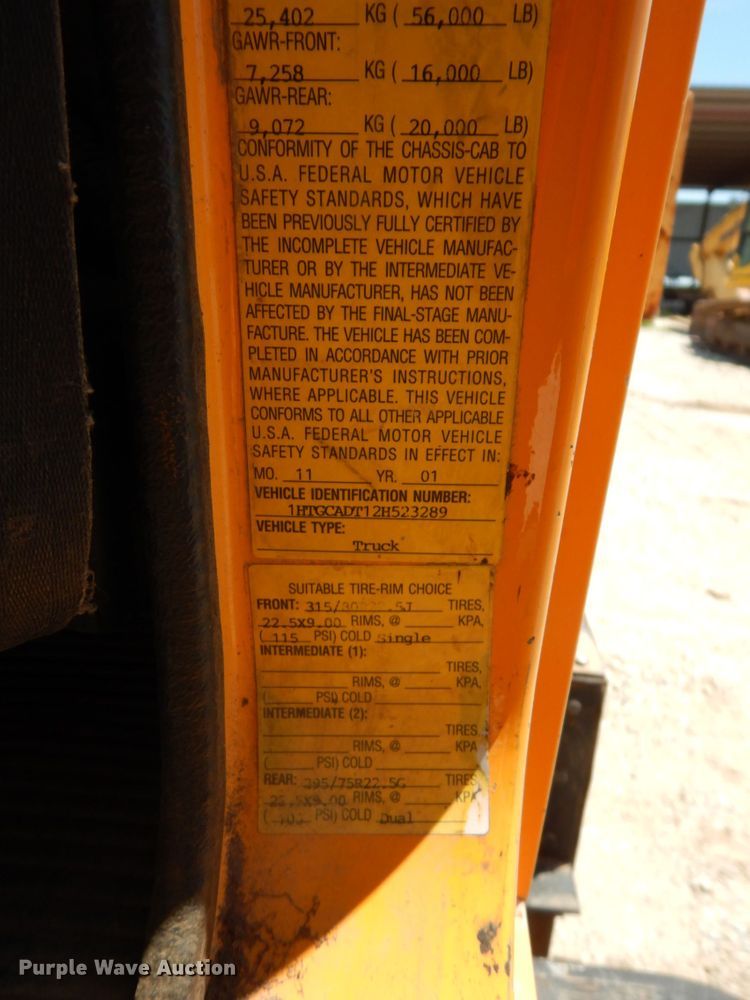 25,402 KG ( 56,000 LB)
GAWR-FRONT:
7,258 KG ( 16,000 LB)
GAWR-REAR:
9,072 KG ( 20,000 LB)
CONFORMITY OF THE CHASSIS-CAB TO
U.S.A. FEDERAL MOTOR VEHICLE
SAFETY STANDARDS, WHICH HAVE
BEEN PREVIOUSLY FULLY CERTIFIED BY
THE INCOMPLETE VEHICLE MANUFAC-
TURER OR BY THE INTERMEDIATE VE-
HICLE MANUFACTURER, HAS NOT BEEN
AFFECTED BY THE FINAL-STAGE MANU-
FACTURE. THE VEHICLE HAS BEEN COM-
PLETED IN ACCORDANCE WITH PRIOR
MANUFACTURER'S INSTRUCTIONS,
WHERE APPLICABLE. THIS VEHICLE
CONFORMS TO ALL OTHER APPLICABLE
U.S.A. FEDERAL MOTOR VEHICLE
SAFETY STANDARDS IN EFFECT IN:
MO. 11 YR. 01
VEHICLE IDENTIFICATION NUMBER:
1HTGCADT12H523289
VEHICLE TYPE:
Truck
SUITABLE TIRE-RIM CHOICE
FRONT: TIRES,
22.5X9.00 RIMS, @ KPA,
( 115 PSI) COLD Single
INTERMEDIATE (1):
TIRES,
RIMS, @ KPA,
( PSI) COLD
INTERMEDIATE (2):
TIRES
RIMS, @ KPA
( PSI) COLD
REAR: 295/75R22.5G TIRES
22.5X9.00 RIMS, @ KPA
( PSI) COLD Dual
Purple Wave Auction